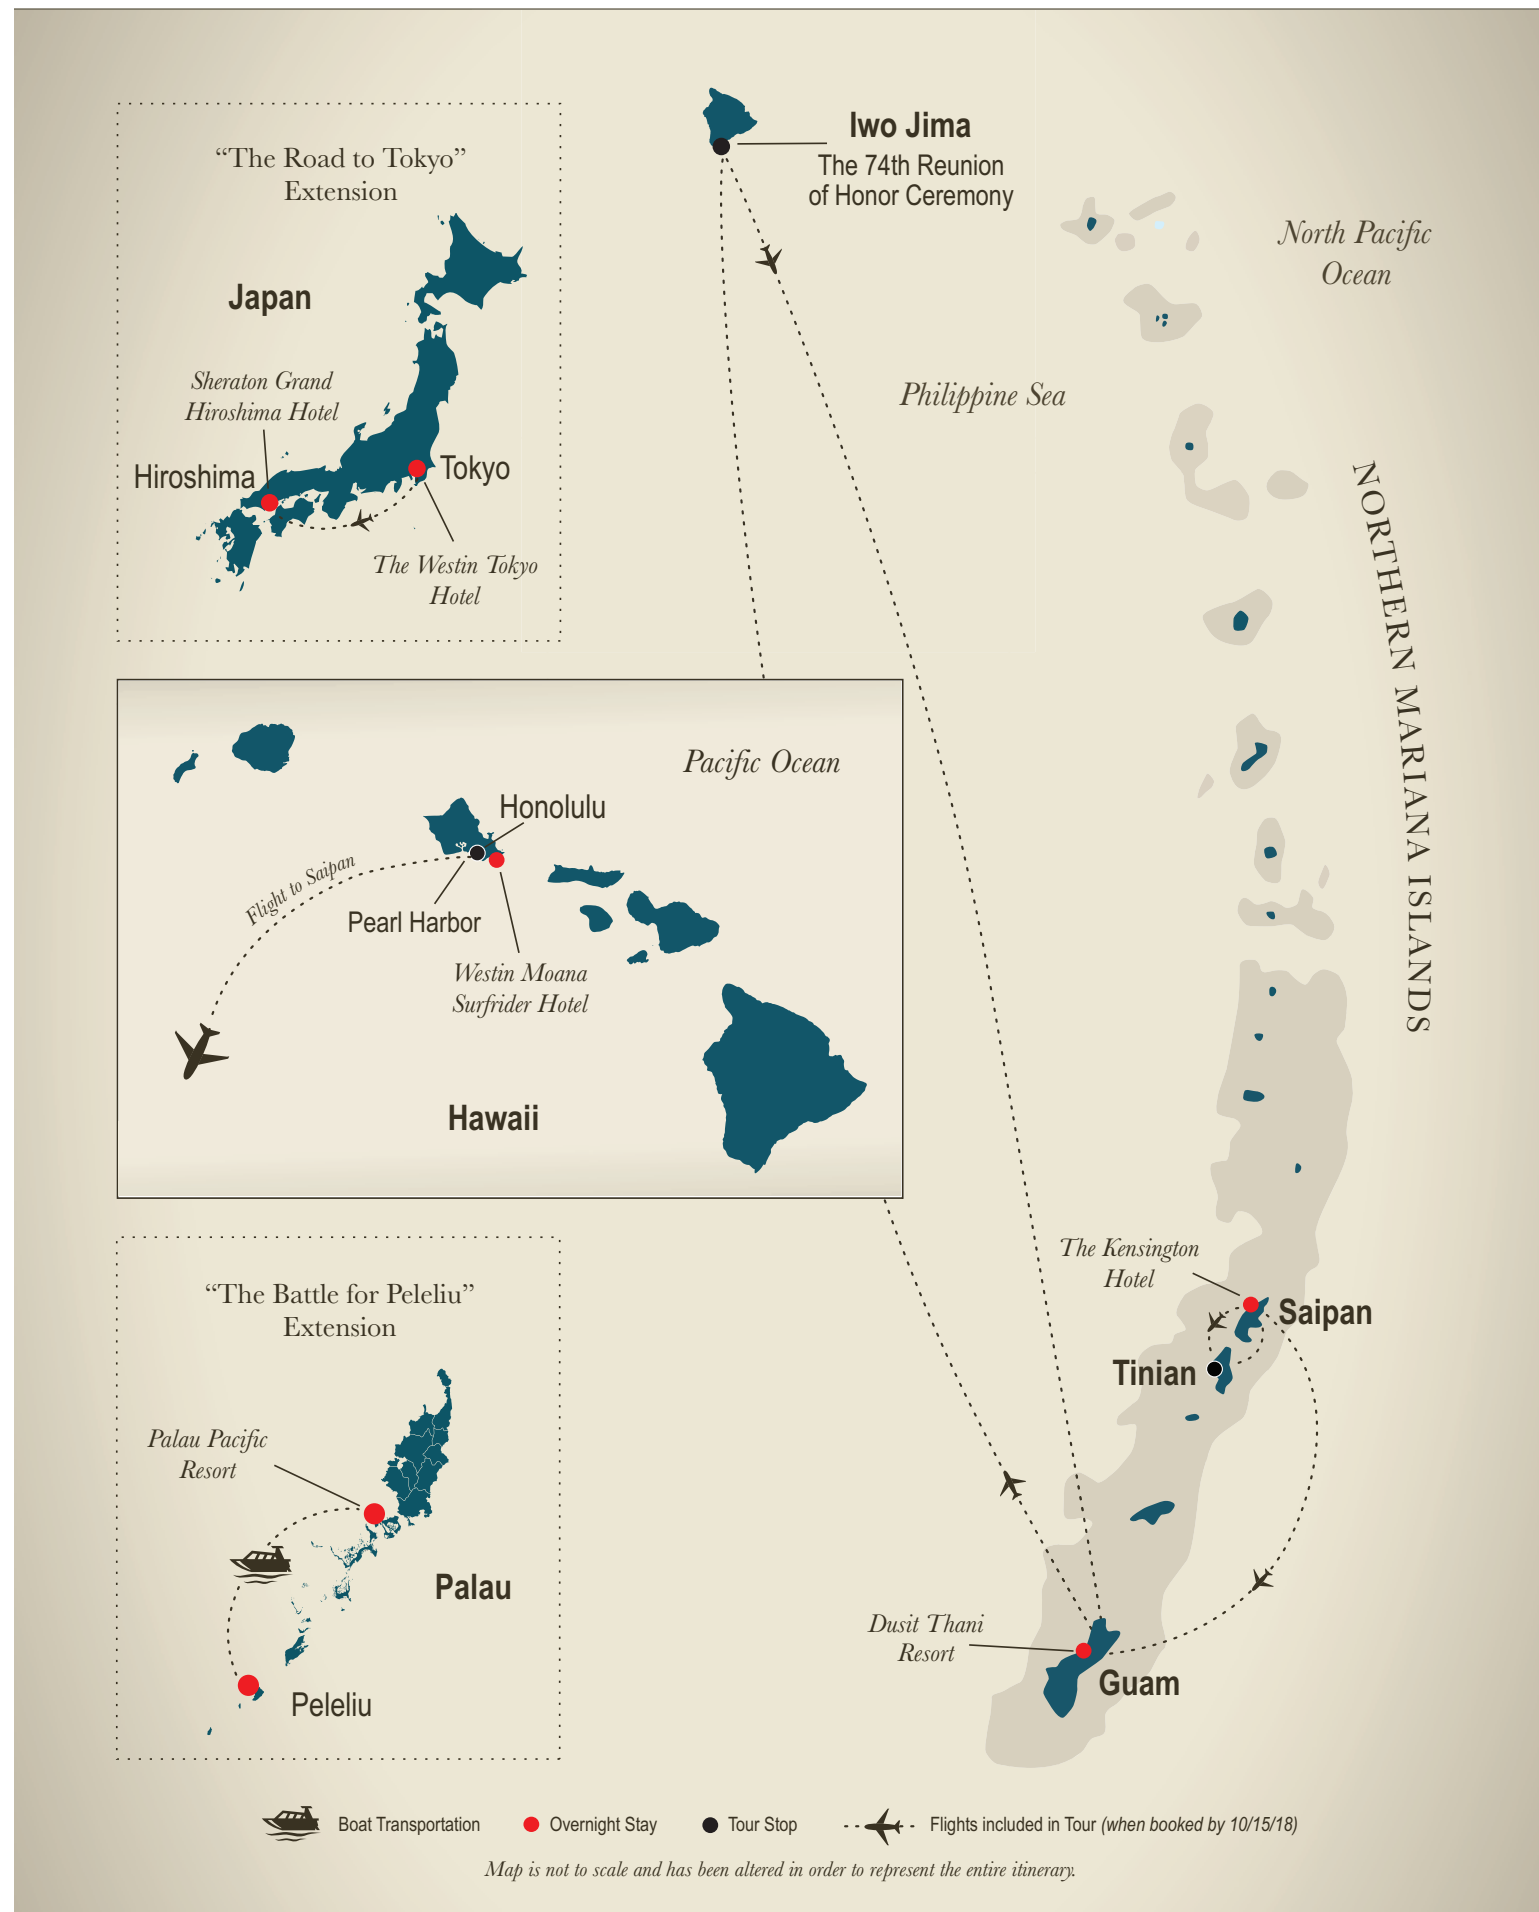 Iwo Jima
The 74th Reunion
of Honor Ceremony
“The Road to Tokyo”
Extension
Japan
Sheraton Grand
Hiroshima Hotel
Hiroshima
Tokyo
The Westin Tokyo
Hotel
North Pacific
Ocean
Philippine Sea
NORTHERN MARIANA ISLANDS
Pacific Ocean
Honolulu
Flight to Saipan
Pearl Harbor
Westin Moana
Surfrider Hotel
Hawaii
The Kensington
Hotel
Saipan
Tinian
“The Battle for Peleliu”
Extension
Palau Pacific
Resort
Palau
Peleliu
Dusit Thani
Resort
Guam
Boat Transportation
Overnight Stay
Tour Stop
Flights included in Tour (when booked by 10/15/18)
Map is not to scale and has been altered in order to represent the entire itinerary.